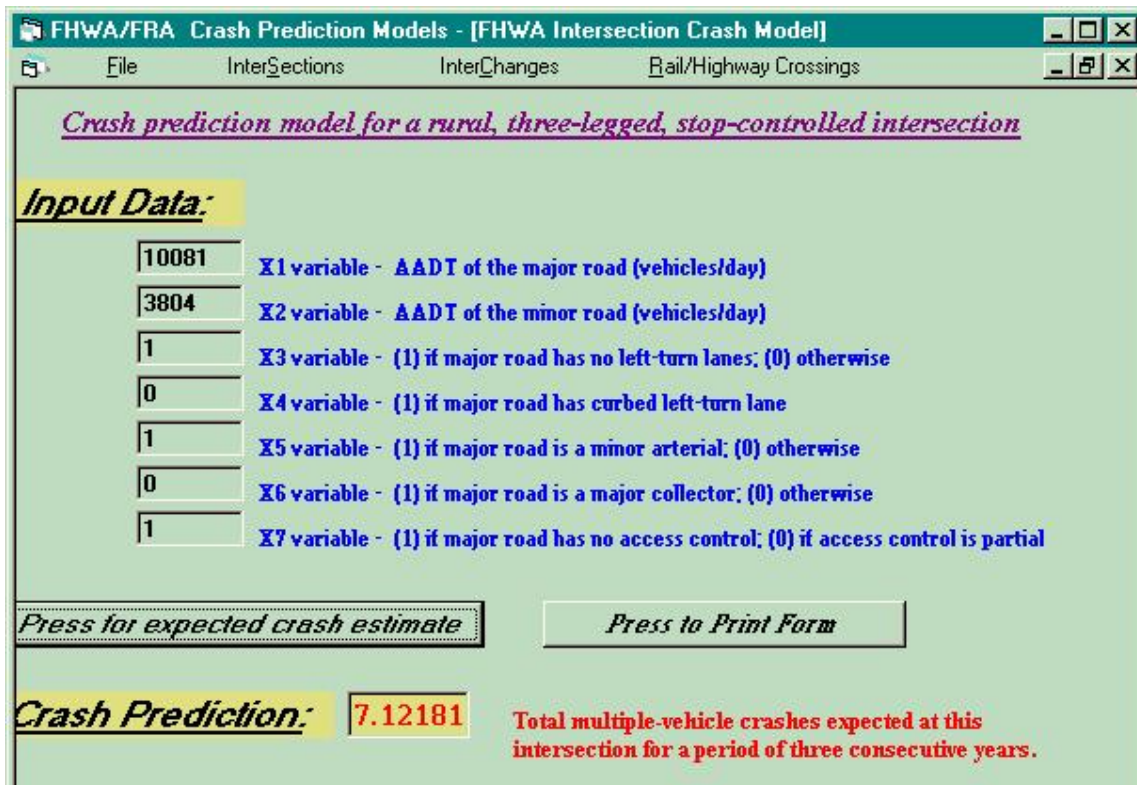 FHWA/FRA Crash Prediction Models - [FHWA Intersection Crash Model]
File InterSections InterChanges Rail/Highway Crossings
Crash prediction model for a rural, three-legged, stop-controlled intersection
Input Data:
10081 X1 variable - AADT of the major road (vehicles/day)
3804 X2 variable - AADT of the minor road (vehicles/day)
1 X3 variable - (1) if major road has no left-turn lanes; (0) otherwise
0 X4 variable - (1) if major road has curbed left-turn lane
1 X5 variable - (1) if major road is a minor arterial; (0) otherwise
0 X6 variable - (1) if major road is a major collector; (0) otherwise
1 X7 variable - (1) if major road has no access control; (0) if access control is partial
Press for expected crash estimate Press to Print Form
Crash Prediction: 7.12181 Total multiple-vehicle crashes expected at this
intersection for a period of three consecutive years.